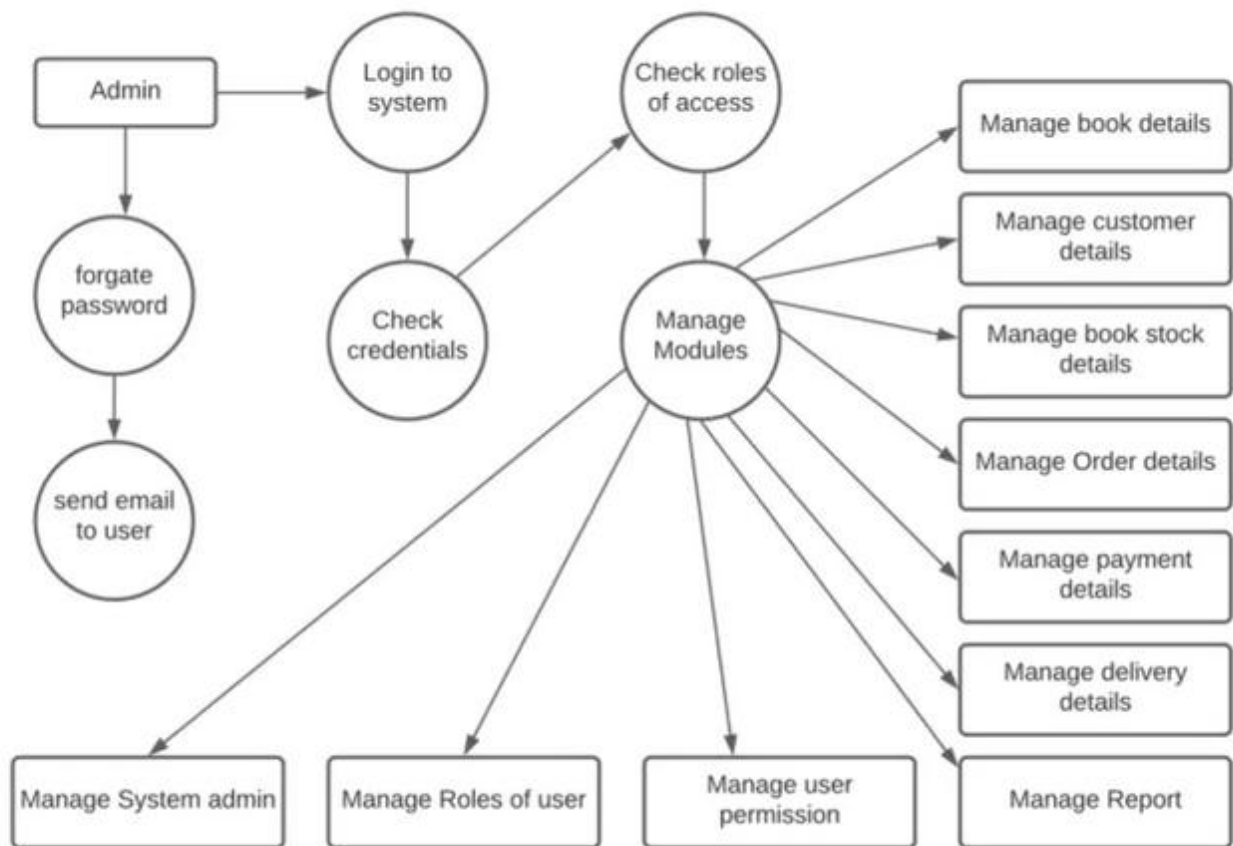 Admin
Login to
system
Check roles
of access
Manage book details
Manage customer
details
forgate
password
Check
credentials
Manage
Modules
Manage book stock
details
Manage Order details
send email
to user
Manage payment
details
Manage delivery
details
Manage System admin
Manage Roles of user
Manage user
permission
Manage Report